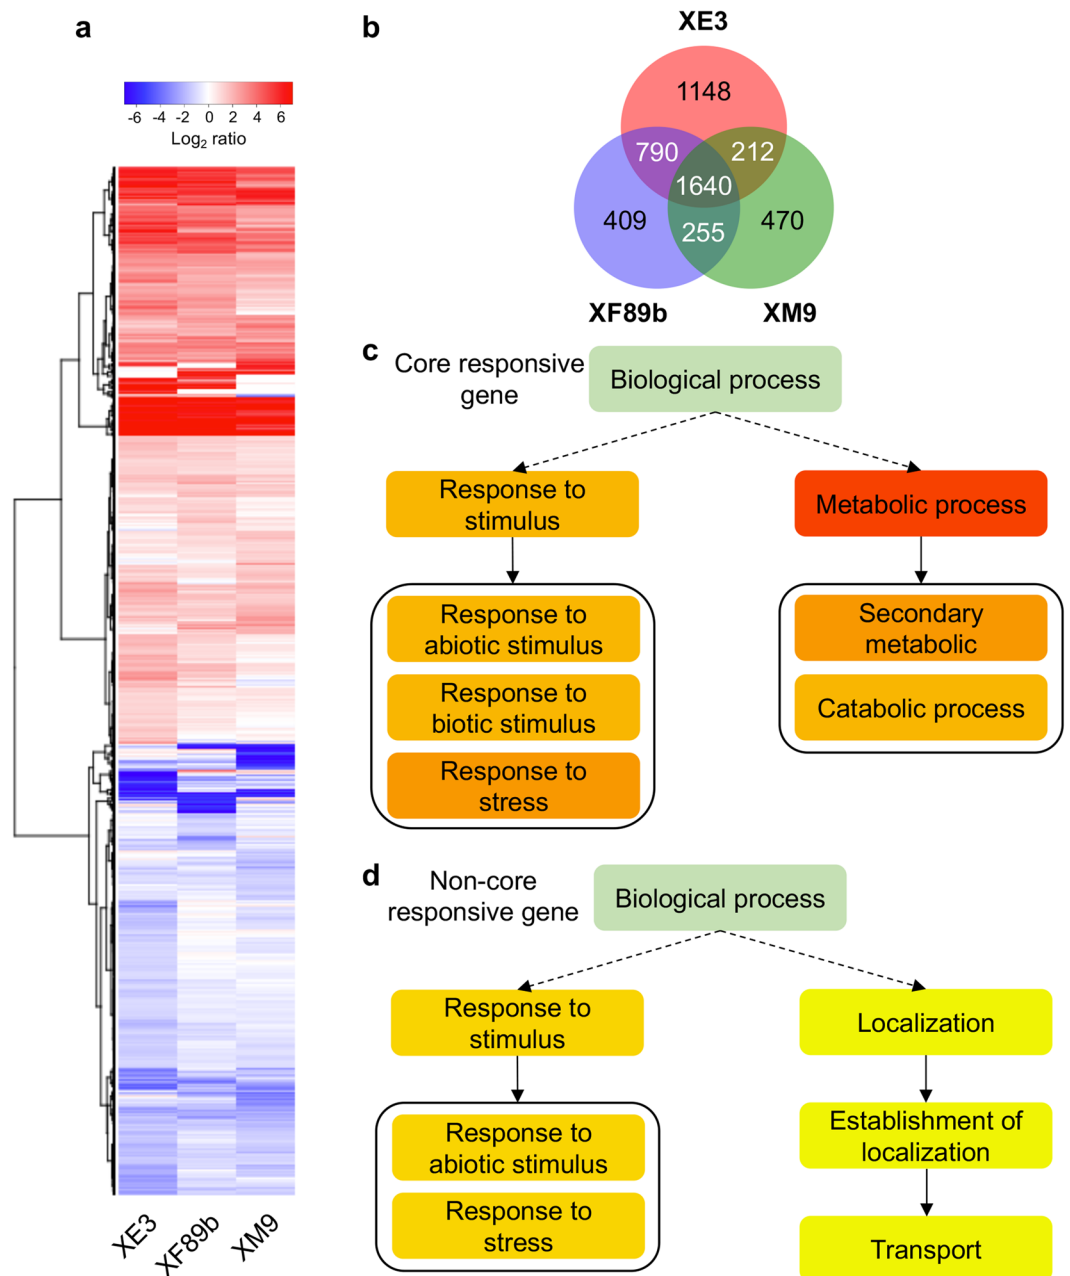 a
-6 -4 -2 0 2 4 6
Log2 ratio
XE3
XF89b
XM9
b
XE3
1148
790
212
1640
409
255
470
XF89b
XM9
c
Core responsive
gene
Biological process
Response to
stimulus
Metabolic process
Response to
abiotic stimulus
Response to
biotic stimulus
Response to
stress
Secondary
metabolic
Catabolic process
d
Non-core
responsive gene
Biological process
Response to
stimulus
Localization
Response to
abiotic stimulus
Response to
stress
Establishment of
localization
Transport